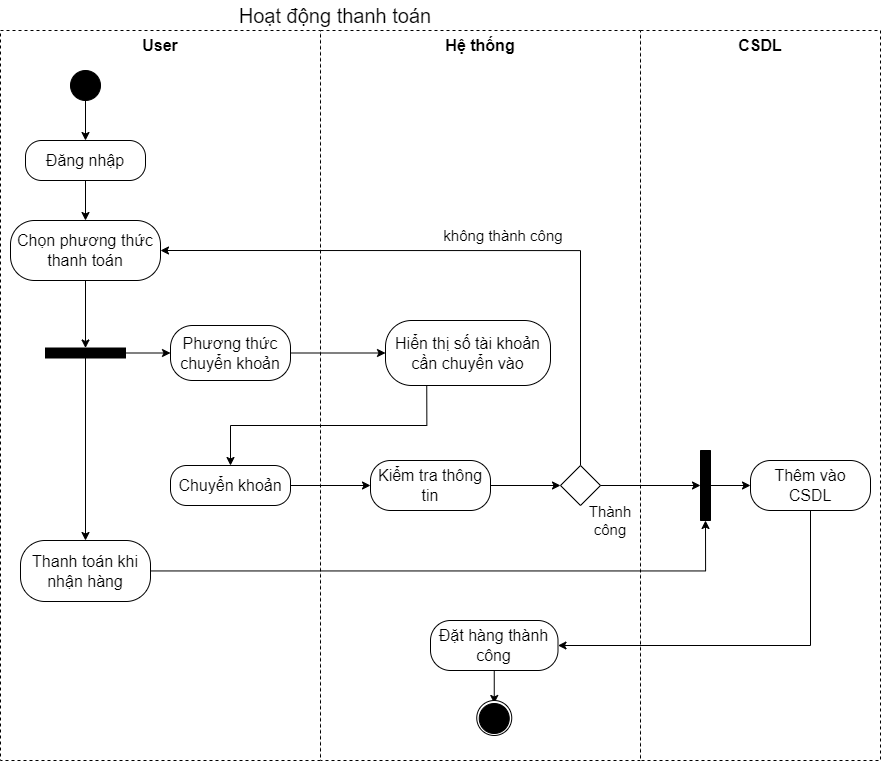 Hoạt động thanh toán
User
Hệ thống
CSDL
Đăng nhập
Chọn phương thức
thanh toán
không thành công
Phương thức
chuyển khoản
Hiển thị số tài khoản
cần chuyển vào
Chuyển khoản
Kiểm tra thông
tin
Thành
công
Thêm vào
CSDL
Thanh toán khi
nhận hàng
Đặt hàng thành
công